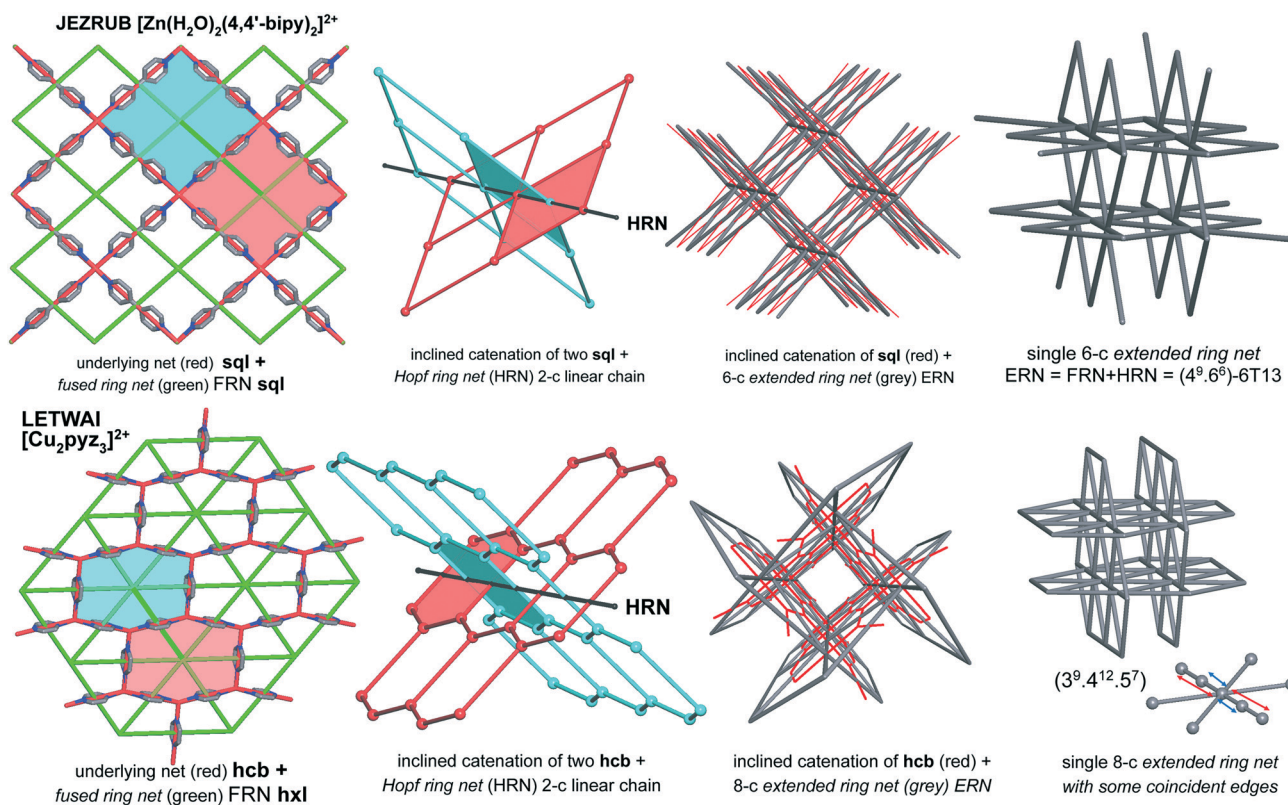 JEZRUB [Zn(H₂O)₂(4,4'-bipy)₂]²⁺
HRN
underlying net (red) sql +
fused ring net (green) FRN sql
inclined catenation of two sql +
Hopf ring net (HRN) 2-c linear chain
inclined catenation of sql (red) +
6-c extended ring net (grey) ERN
single 6-c extended ring net
ERN = FRN+HRN = (4⁹.6⁶)-6T13
LETWAI
[Cu₂pyz₃]²⁺
HRN
(3⁹.4¹².5⁷)
underlying net (red) hcb +
fused ring net (green) FRN hxl
inclined catenation of two hcb +
Hopf ring net (HRN) 2-c linear chain
inclined catenation of hcb (red) +
8-c extended ring net (grey) ERN
single 8-c extended ring net
with some coincident edges